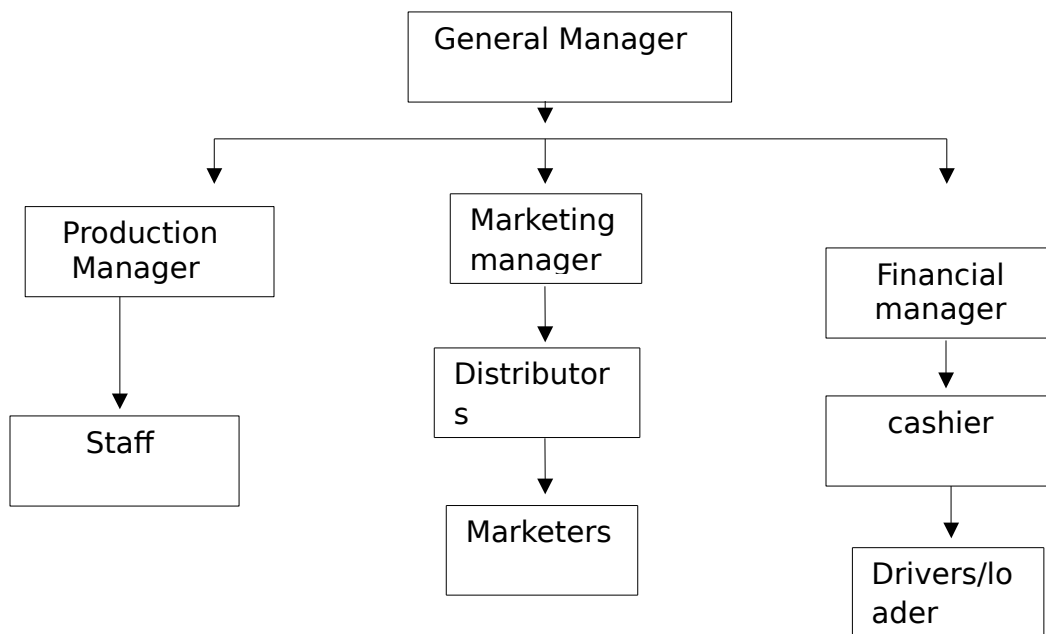 General Manager
Production
Manager
Marketing
manager
Financial
manager
Distributor
s
Staff
cashier
Marketers
Drivers/lo
ader